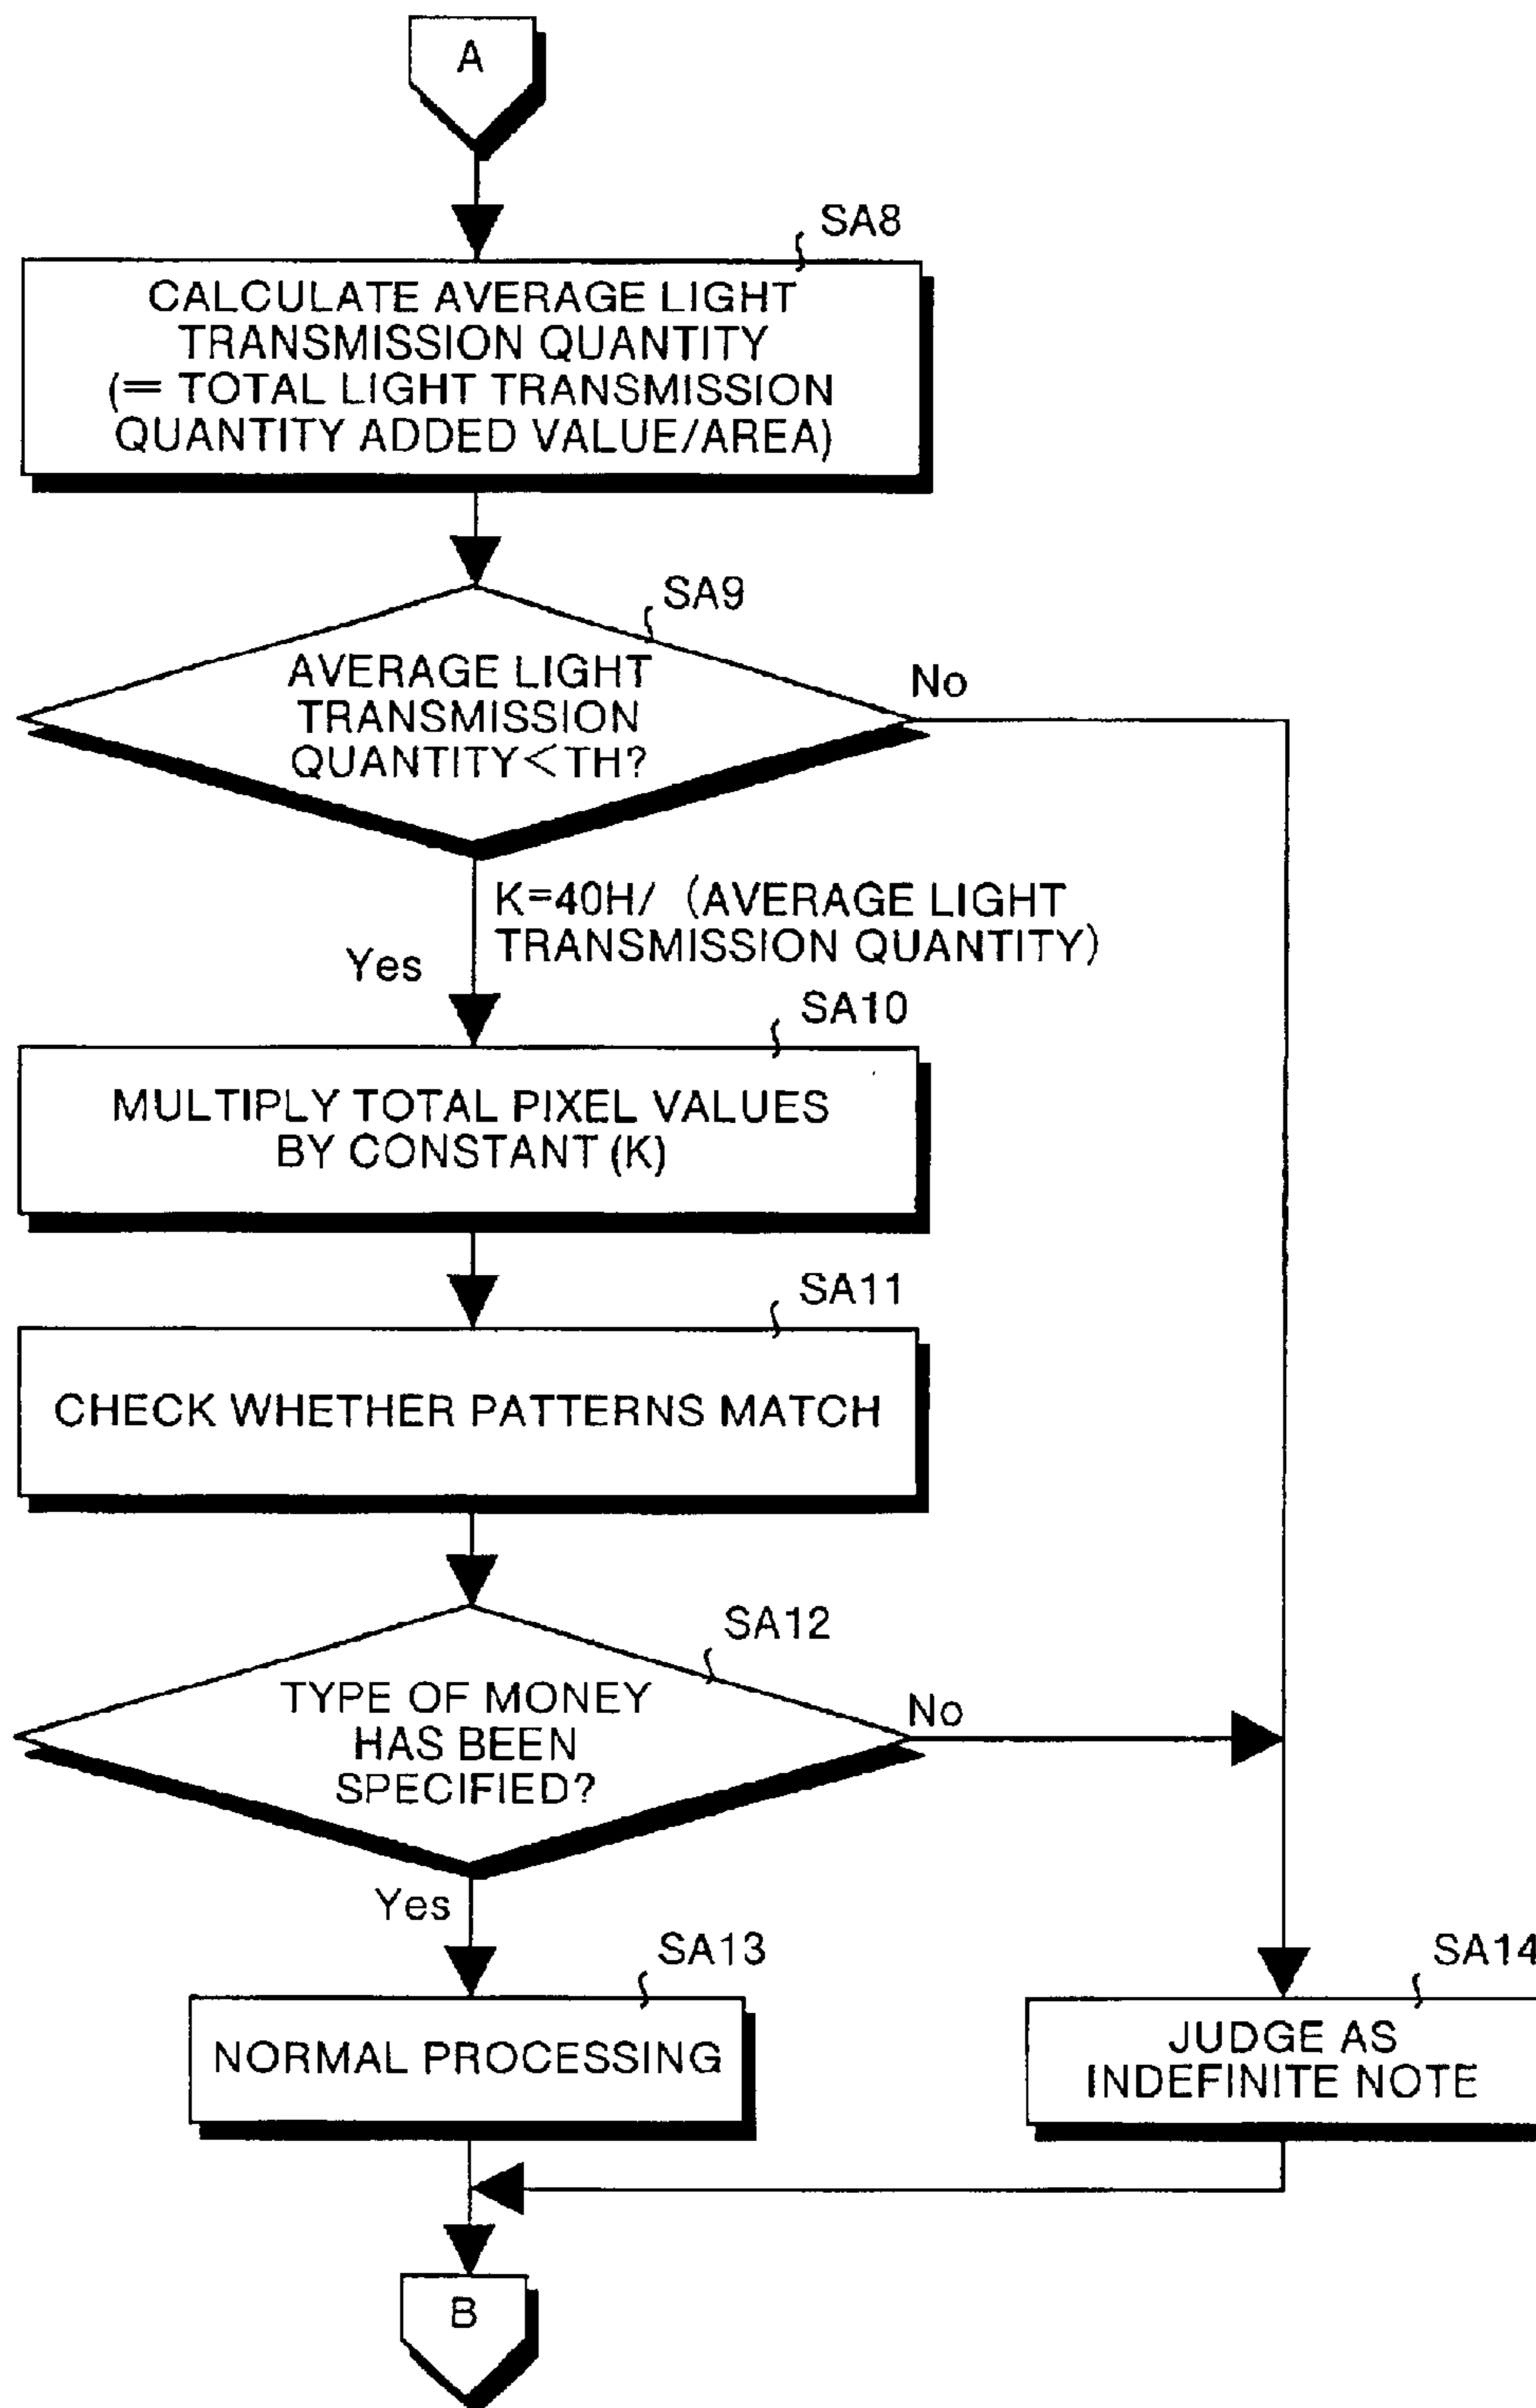 A
SA8
CALCULATE AVERAGE LIGHT
TRANSMISSION QUANTITY
(= TOTAL LIGHT TRANSMISSION
QUANTITY ADDED VALUE/AREA)
SA9
AVERAGE LIGHT
TRANSMISSION
QUANTITY<TH?
No
K=40H/ (AVERAGE LIGHT
TRANSMISSION QUANTITY)
Yes
SA10
MULTIPLY TOTAL PIXEL VALUES
BY CONSTANT (K)
SA11
CHECK WHETHER PATTERNS MATCH
SA12
TYPE OF MONEY
HAS BEEN
SPECIFIED?
No
Yes
SA13
NORMAL PROCESSING
SA14
JUDGE AS
INDEFINITE NOTE
B